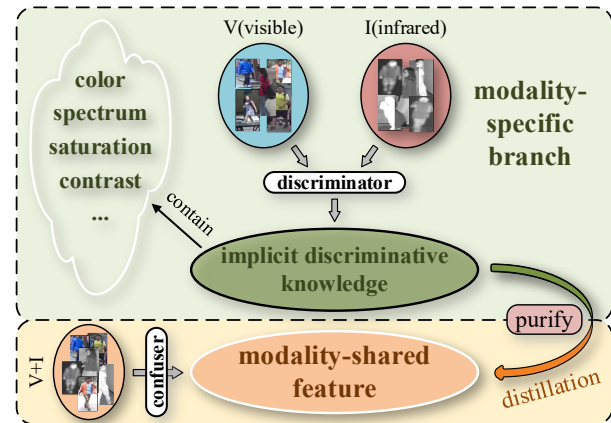 V(visible)
I(infrared)
color
spectrum
saturation
contrast
...
modality-
specific
branch
discriminator
contain
implicit discriminative
knowledge
purify
V+I
confuser
modality-shared
feature
distillation